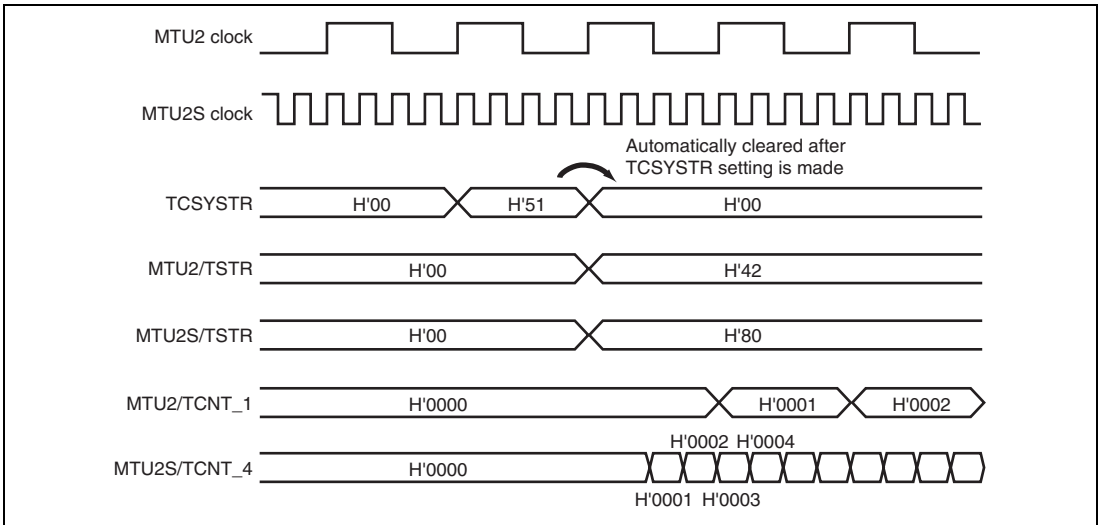 MTU2 clock
MTU2S clock
Automatically cleared after
TCSYSTR setting is made
TCSYSTR H'00 H'51 H'00
MTU2/TSTR H'00 H'42
MTU2S/TSTR H'00 H'80
MTU2/TCNT_1 H'0000 H'0001 H'0002
H'0002 H'0004
MTU2S/TCNT_4 H'0000
H'0001 H'0003